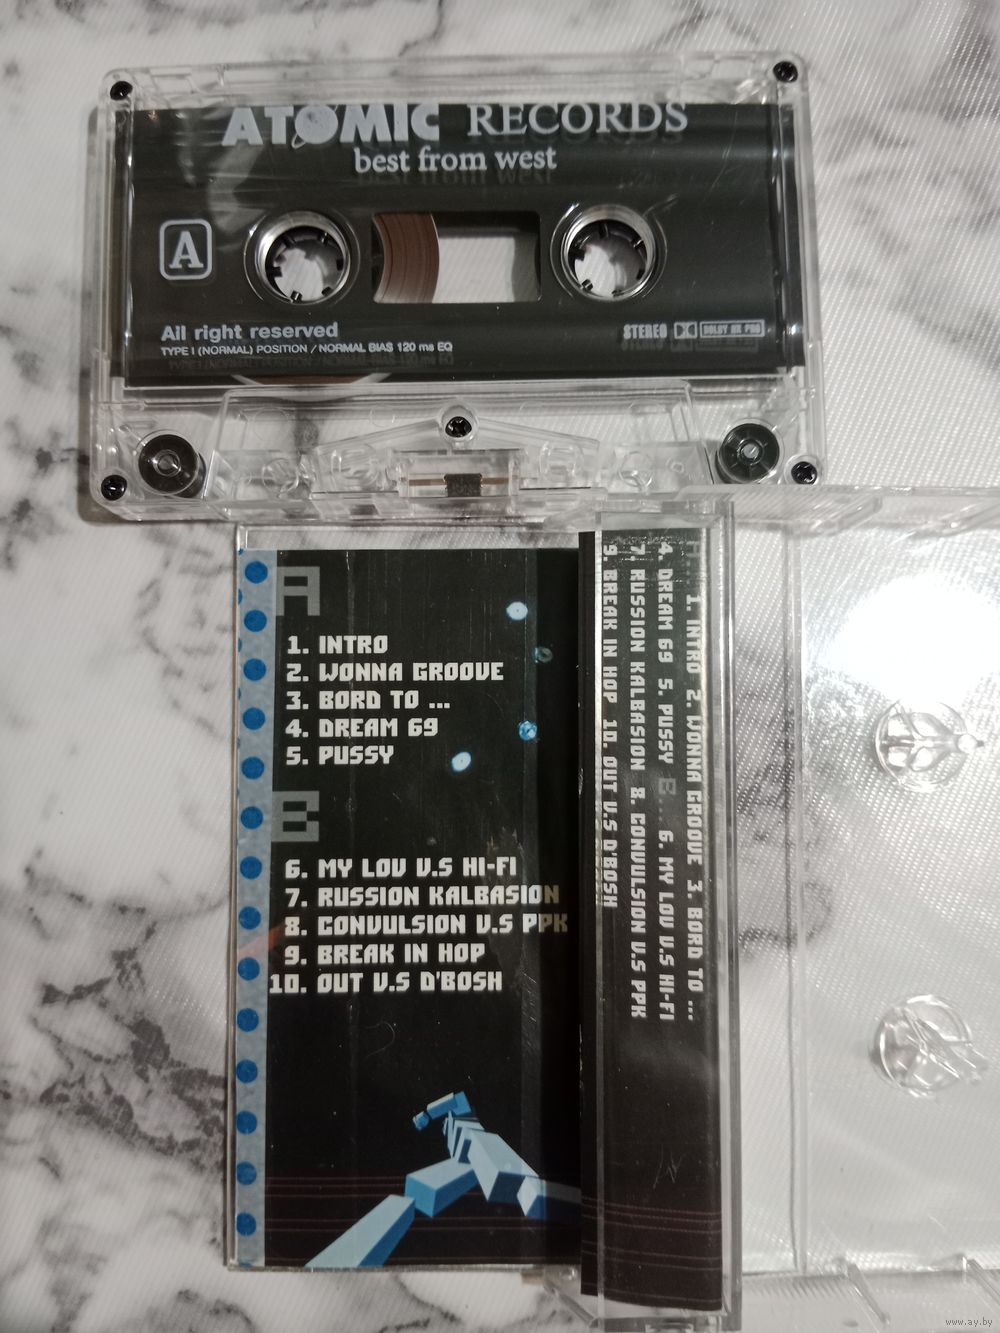 ATOMIC RECORDS
best from west
A
All right reserved
TYPE I (NORMAL) POSITION / NORMAL BIAS 120 ms EQ
STEREO DOLBY HX PRO
A
1. INTRO
2. WONNA GROOVE
3. BORD TO ...
4. DREAM 69
5. PUSSY
B
6. MY LOV V.S HI-FI
7. RUSSION KALBASION
8. CONVULSION V.S PPK
9. BREAK IN HOP
10. OUT V.S D'BOSH
A... 1. INTRO 2. WONNA GROOVE 3. BORD TO ...
4. DREAM 69 5. PUSSY B... 6. MY LOV V.S HI-FI
7. RUSSION KALBASION 8. CONVULSION V.S PPK
9. BREAK IN HOP 10. OUT V.S D'BOSH
www.ay.by